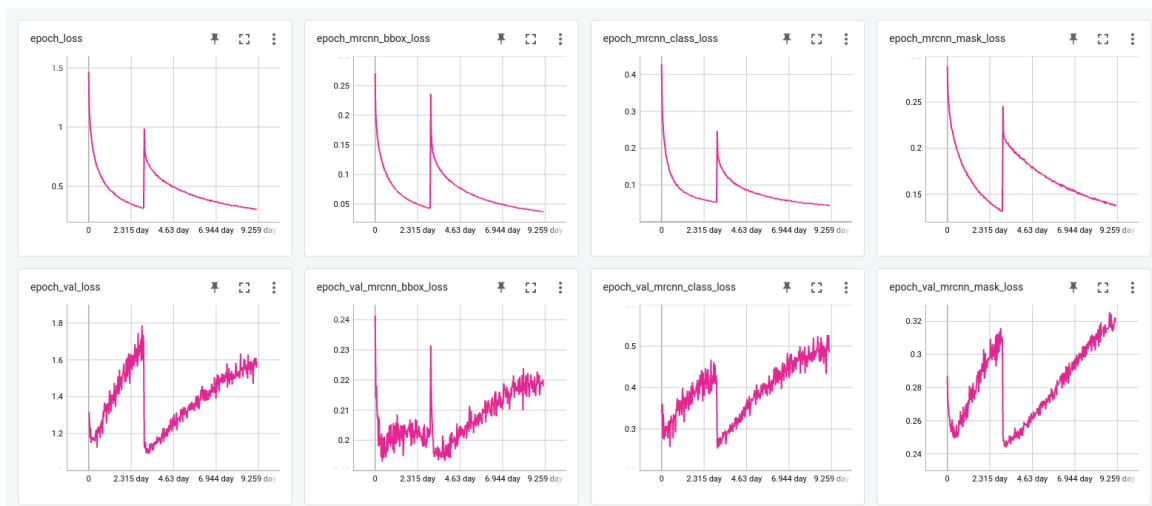 epoch_loss
1.5
1
0.5
0 2.315 day 4.63 day 6.944 day 9.259 day
epoch_mrcnn_bbox_loss
0.25
0.2
0.15
0.1
0.05
0 2.315 day 4.63 day 6.944 day 9.259 day
epoch_mrcnn_class_loss
0.4
0.3
0.2
0.1
0 2.315 day 4.63 day 6.944 day 9.259 day
epoch_mrcnn_mask_loss
0.25
0.2
0.15
0 2.315 day 4.63 day 6.944 day 9.259 day
epoch_val_loss
1.8
1.6
1.4
1.2
0 2.315 day 4.63 day 6.944 day 9.259 day
epoch_val_mrcnn_bbox_loss
0.24
0.23
0.22
0.21
0.2
0 2.315 day 4.63 day 6.944 day 9.259 day
epoch_val_mrcnn_class_loss
0.5
0.4
0.3
0 2.315 day 4.63 day 6.944 day 9.259 day
epoch_val_mrcnn_mask_loss
0.32
0.3
0.28
0.26
0.24
0 2.315 day 4.63 day 6.944 day 9.259 day